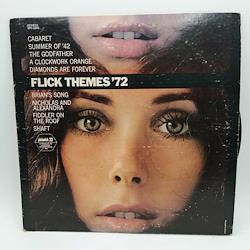 CABARET
SUMMER OF '42
THE GODFATHER
A CLOCKWORK ORANGE
DIAMONDS ARE FOREVER
FLICK THEMES '72
BRIAN'S SONG
NICHOLAS AND
ALEXANDRA
FIDDLER ON
THE ROOF
SHAFT